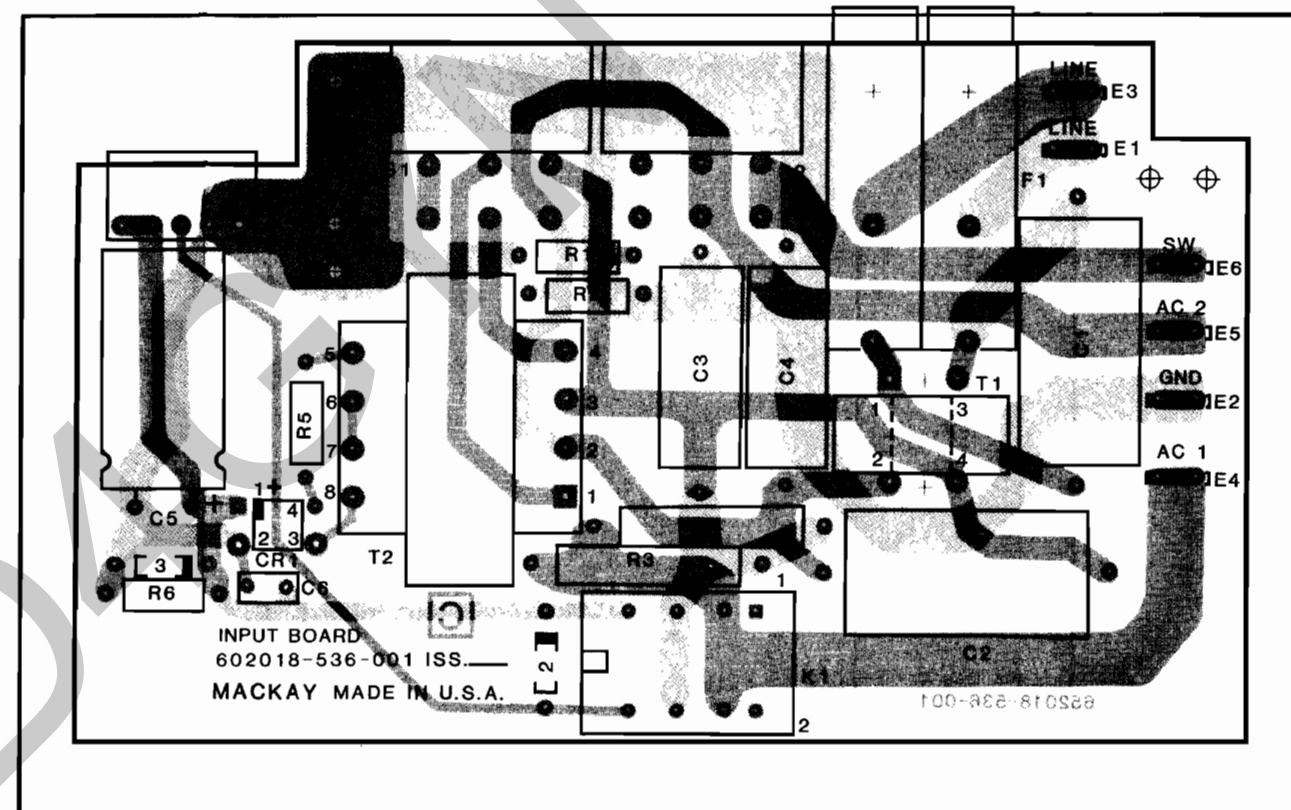 LINE
E3
LINE
E1
F1
SW
E6
AC 2
E5
GND
E2
AC 1
E4
C3
C4
T1
1
3
2
4
5
6
7
8
4
3
2
1
R5
T2
C5
1
4
2
3
CR1
3
R6
C6
R3
1
2
K1
2
C2
INPUT BOARD
602018-536-001 ISS.
MACKAY MADE IN U.S.A.
652018-536-001